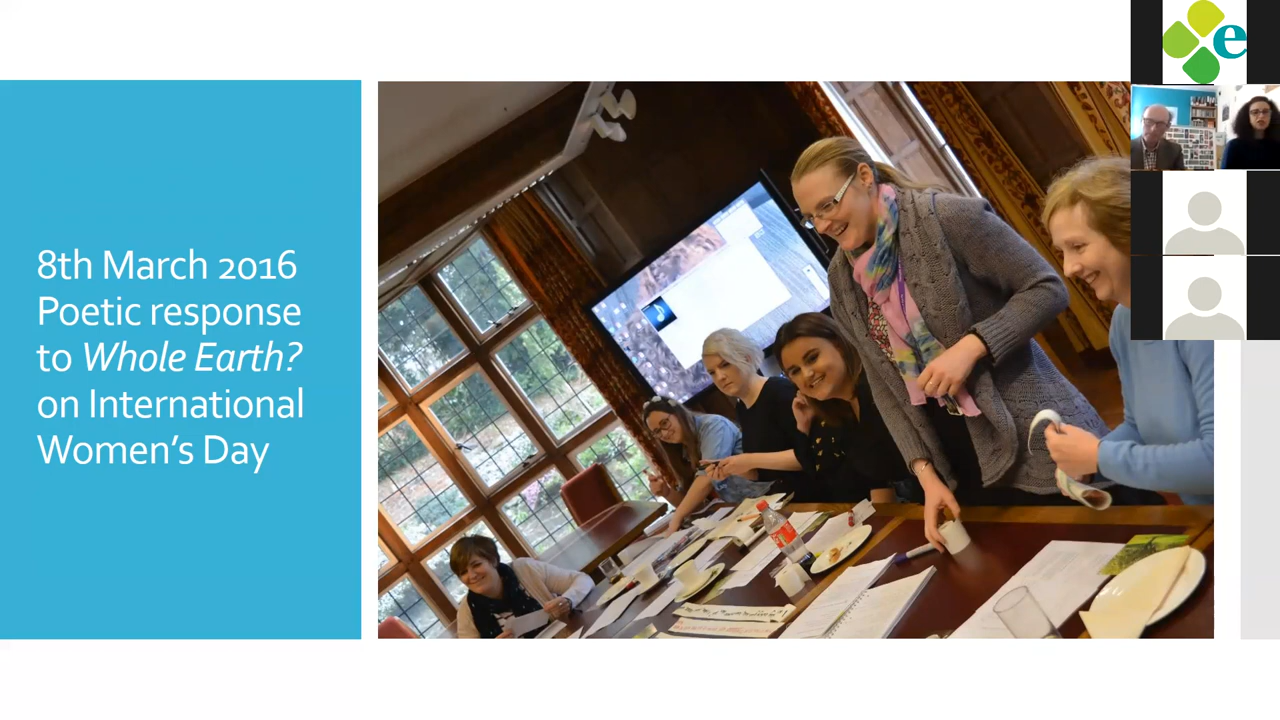 8th March 2016
Poetic response
to Whole Earth?
on International
Women's Day
e